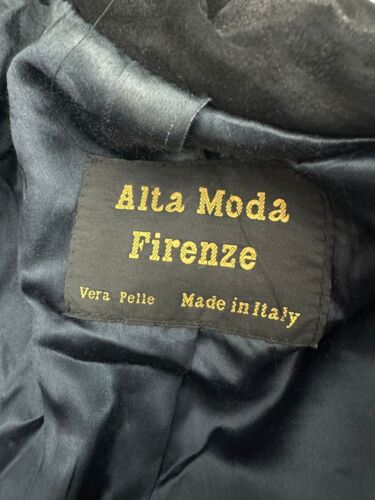 Alta Moda
Firenze
Vera Pelle Made in Italy